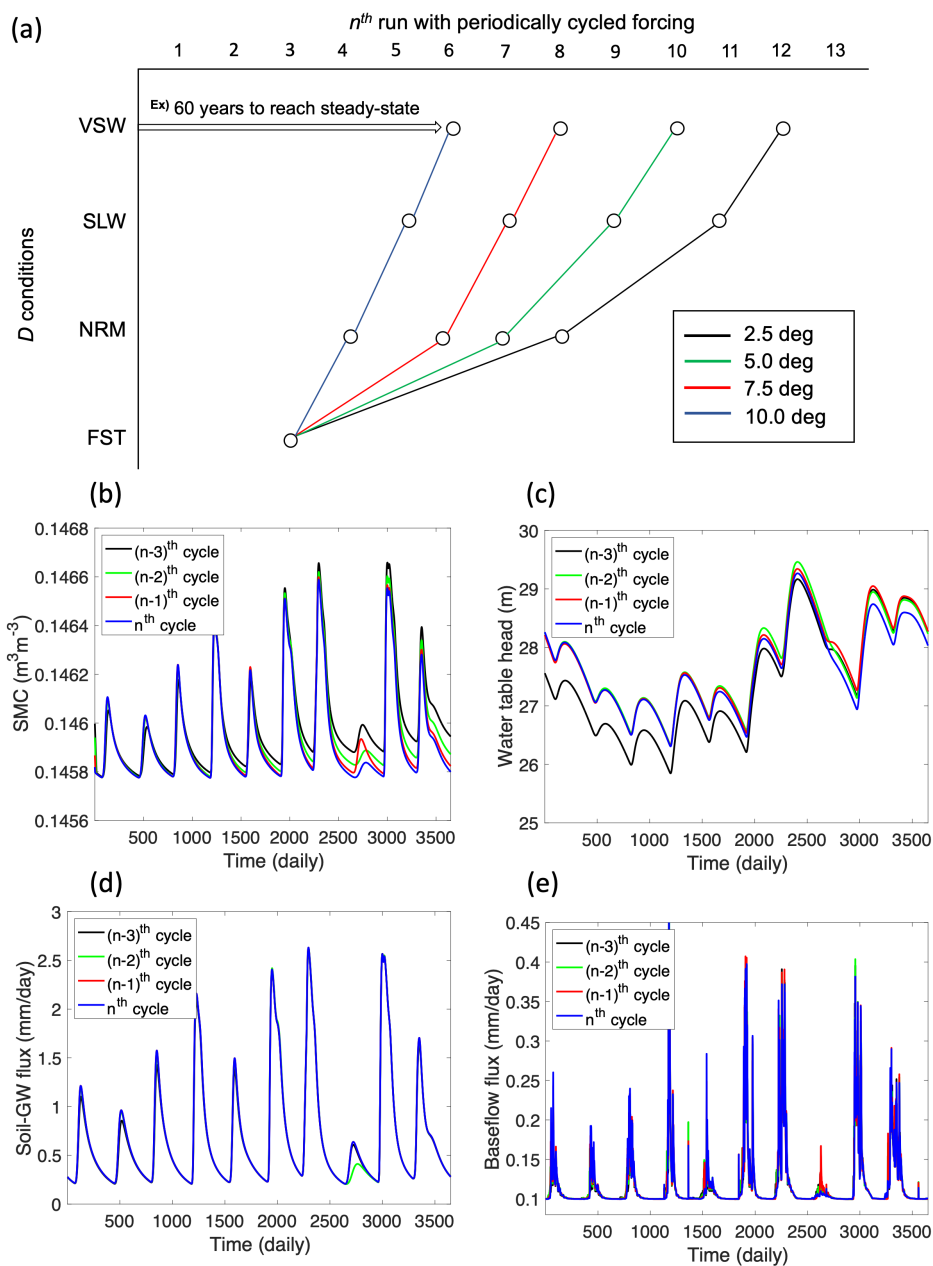 (a)
nth run with periodically cycled forcing
1 2 3 4 5 6 7 8 9 10 11 12 13
Ex) 60 years to reach steady-state
VSW
SLW
NRM
FST
D conditions
2.5 deg
5.0 deg
7.5 deg
10.0 deg
(b)
0.1468
0.1466
0.1464
0.1462
0.146
0.1458
0.1456
SMC (m3m-3)
(n-3)th cycle
(n-2)th cycle
(n-1)th cycle
nth cycle
500 1000 1500 2000 2500 3000 3500
Time (daily)
(c)
30
29
28
27
26
25
Water table head (m)
(n-3)th cycle
(n-2)th cycle
(n-1)th cycle
nth cycle
500 1000 1500 2000 2500 3000 3500
Time (daily)
(d)
3
2.5
2
1.5
1
0.5
0
Soil-GW flux (mm/day)
(n-3)th cycle
(n-2)th cycle
(n-1)th cycle
nth cycle
500 1000 1500 2000 2500 3000 3500
Time (daily)
(e)
0.45
0.4
0.35
0.3
0.25
0.2
0.15
0.1
Baseflow flux (mm/day)
(n-3)th cycle
(n-2)th cycle
(n-1)th cycle
nth cycle
500 1000 1500 2000 2500 3000 3500
Time (daily)